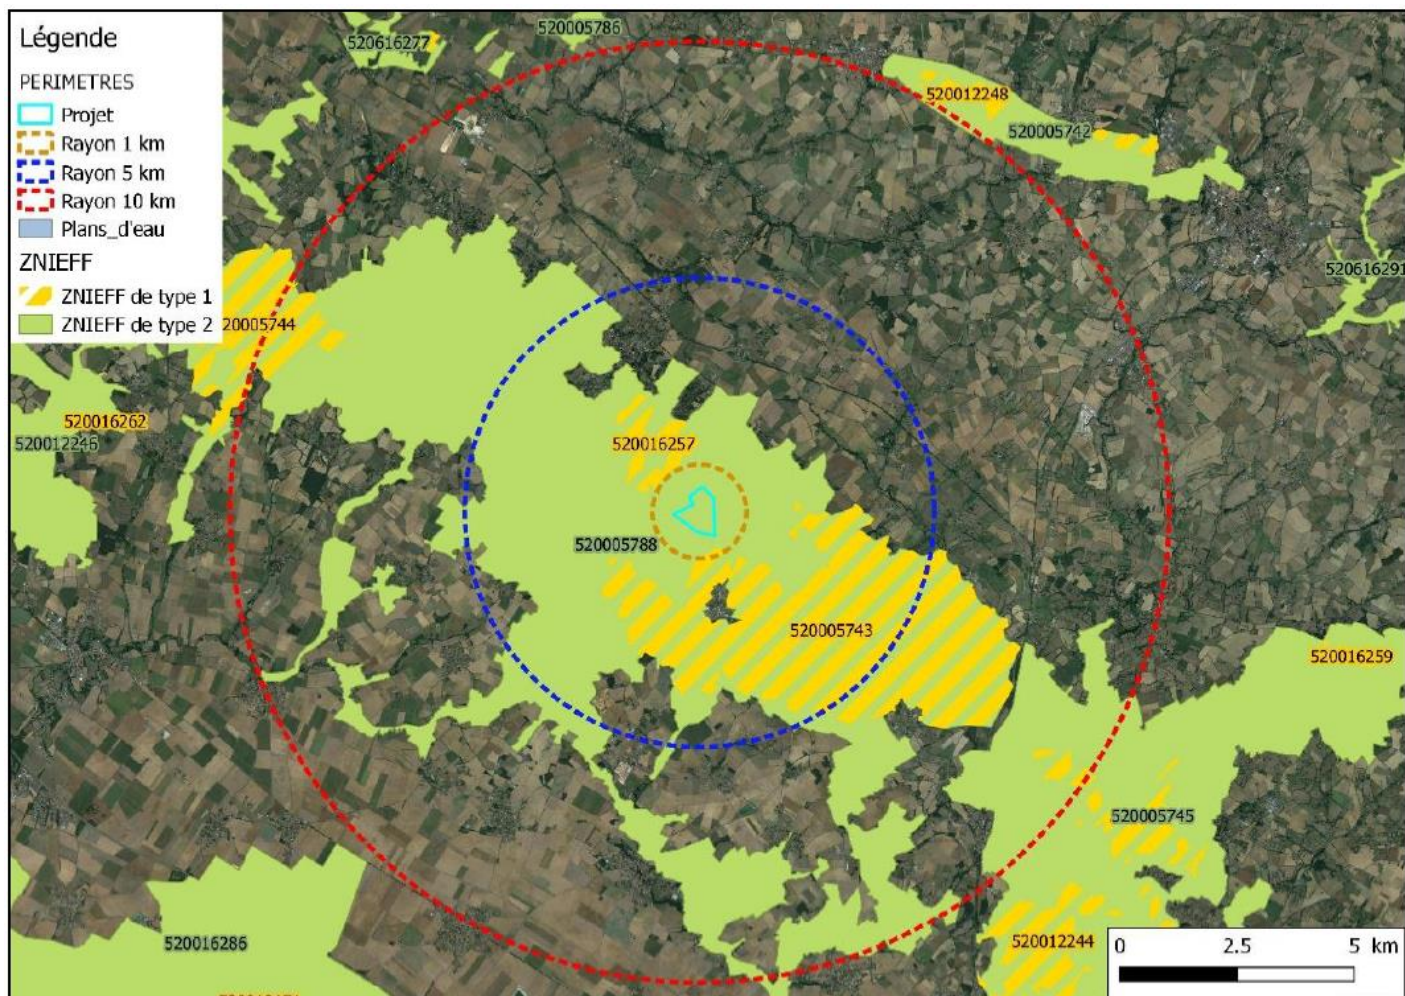 Légende
PERIMETRES
Projet
Rayon 1 km
Rayon 5 km
Rayon 10 km
Plans_d'eau
ZNIEFF
ZNIEFF de type 1
ZNIEFF de type 2
520616277
520005786
520012248
520005742
520616291
20005744
520016262
520012246
520016257
520005788
520005743
520016259
520005745
520016286
520012244
0 2.5 5 km